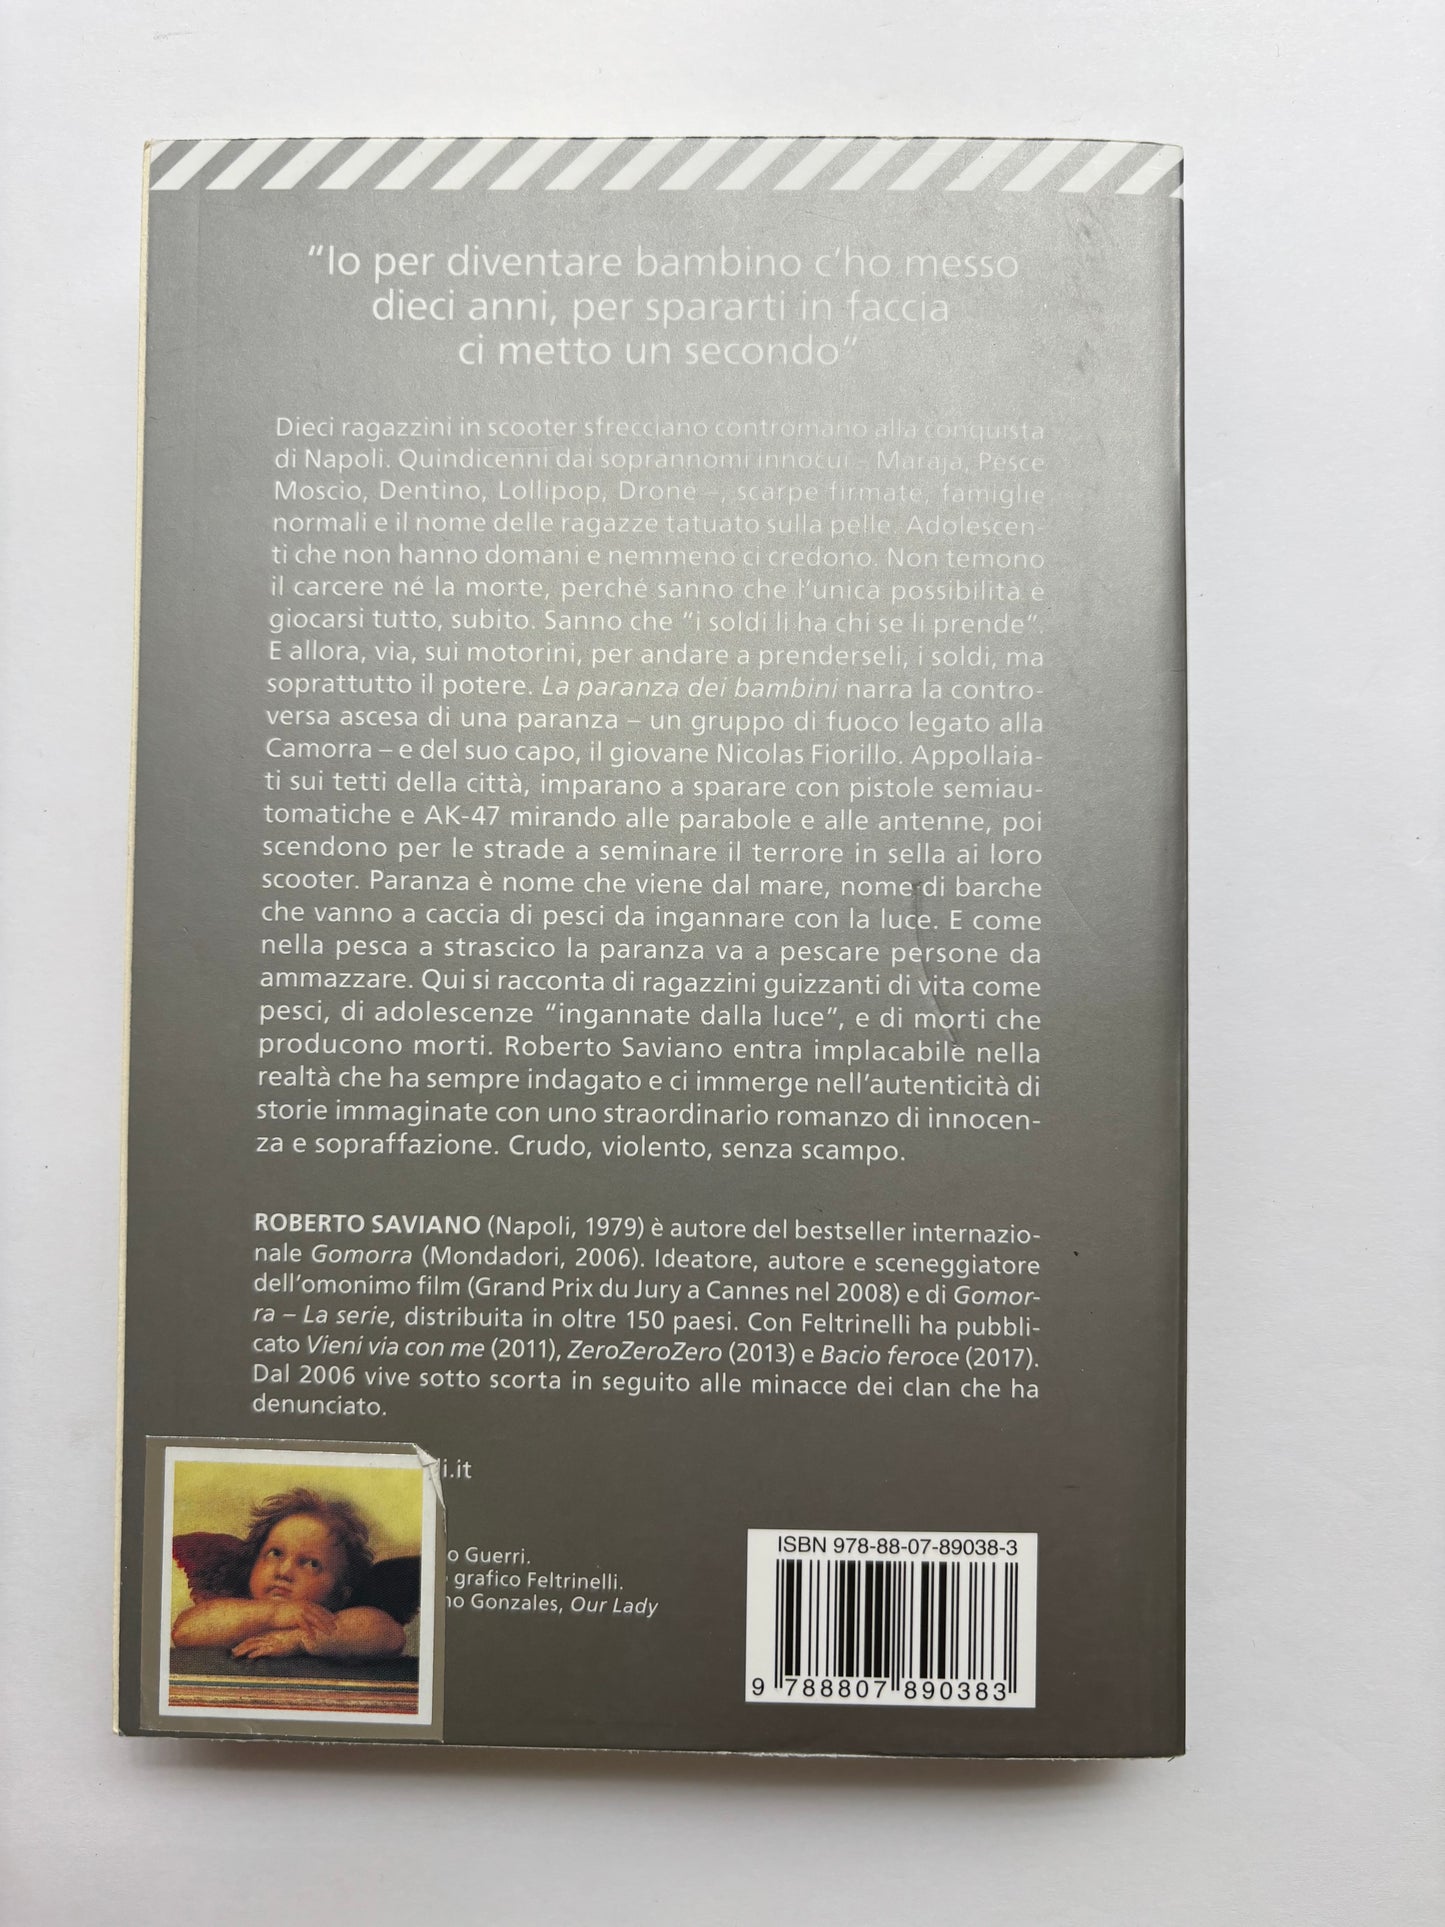 “Io per diventare bambino c’ho messo
dieci anni, per spararti in faccia
ci metto un secondo”
Dieci ragazzini in scooter sfrecciano contromano alla conquista
di Napoli. Quindicenni dai soprannomi innocui – Maraja, Pesce
Moscio, Dentino, Lollipop, Drone –, scarpe firmate, famiglie
normali e il nome delle ragazze tatuato sulla pelle. Adolescen-
ti che non hanno domani e nemmeno ci credono. Non temono
il carcere né la morte, perché sanno che l’unica possibilità è
giocarsi tutto, subito. Sanno che “i soldi li ha chi se li prende”.
E allora, via, sui motorini, per andare a prenderseli, i soldi, ma
soprattutto il potere. La paranza dei bambini narra la contro-
versa ascesa di una paranza – un gruppo di fuoco legato alla
Camorra – e del suo capo, il giovane Nicolas Fiorillo. Appollaia-
ti sui tetti della città, imparano a sparare con pistole semiau-
tomatiche e AK-47 mirando alle parabole e alle antenne, poi
scendono per le strade a seminare il terrore in sella ai loro
scooter. Paranza è nome che viene dal mare, nome di barche
che vanno a caccia di pesci da ingannare con la luce. E come
nella pesca a strascico la paranza va a pescare persone da
ammazzare. Qui si racconta di ragazzini guizzanti di vita come
pesci, di adolescenze “ingannate dalla luce”, e di morti che
producono morti. Roberto Saviano entra implacabile nella
realtà che ha sempre indagato e ci immerge nell’autenticità di
storie immaginate con uno straordinario romanzo di innocen-
za e sopraffazione. Crudo, violento, senza scampo.
ROBERTO SAVIANO (Napoli, 1979) è autore del bestseller internazio-
nale Gomorra (Mondadori, 2006). Ideatore, autore e sceneggiatore
dell’omonimo film (Grand Prix du Jury a Cannes nel 2008) e di Gomor-
ra – La serie, distribuita in oltre 150 paesi. Con Feltrinelli ha pubbli-
cato Vieni via con me (2011), ZeroZeroZero (2013) e Bacio feroce (2017).
Dal 2006 vive sotto scorta in seguito alle minacce dei clan che ha
denunciato.
li.it
o Guerri.
grafico Feltrinelli.
no Gonzales, Our Lady
ISBN 978-88-07-89038-3
9 788807 890383